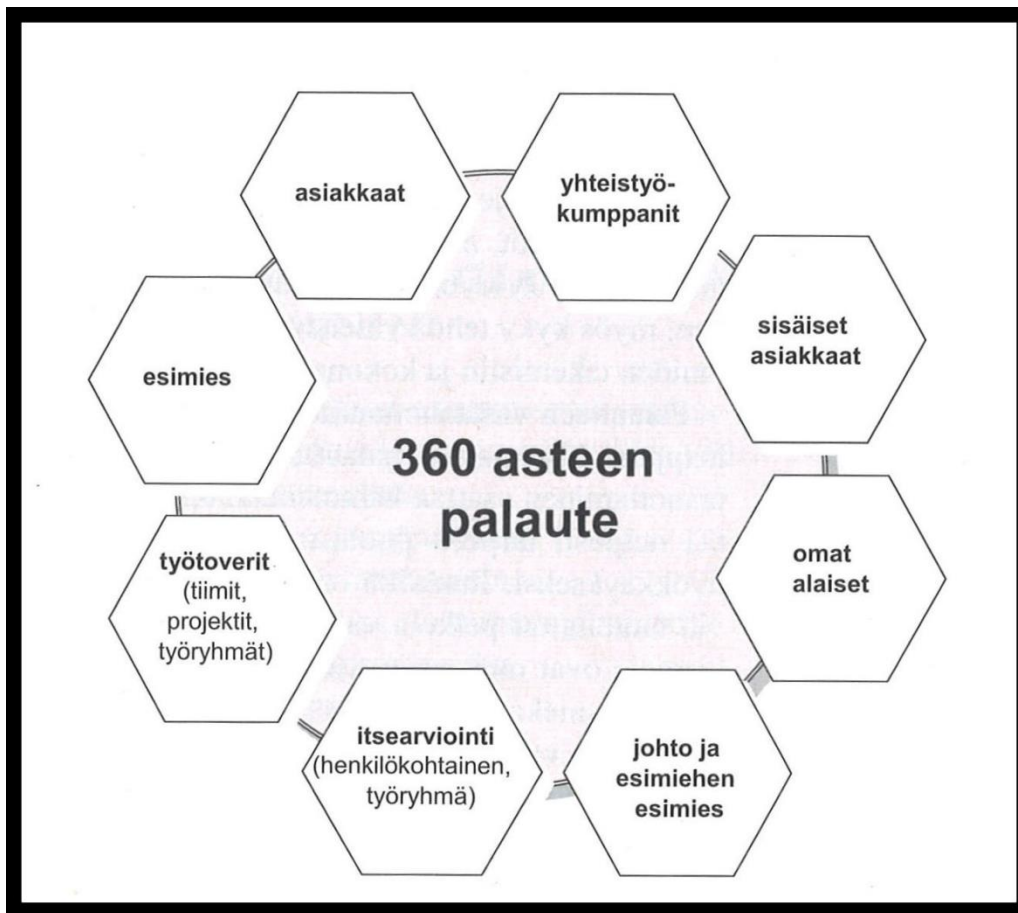 asiakkaat
yhteistyö-
kumppanit
sisäiset
asiakkaat
esimies
360 asteen
palaute
omat
alaiset
työtoverit
(tiimit,
projektit,
työryhmät)
itsearviointi
(henkilökohtainen,
työryhmä)
johto ja
esimiehen
esimies